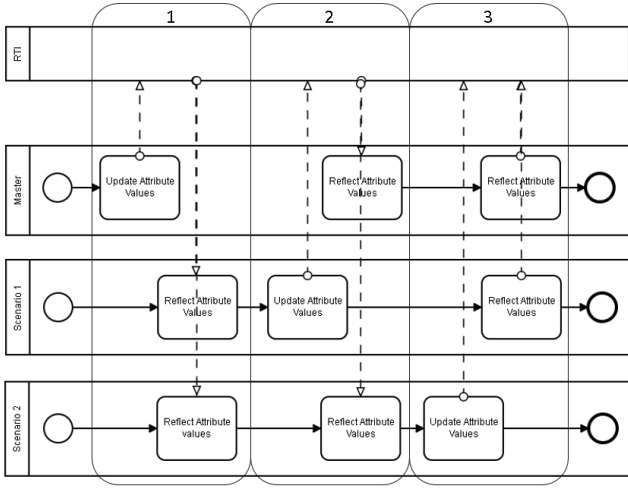 1
2
3
RTI
Master
Update Attribute
Values
Reflect Attribute
Values
Reflect Attribute
Values
Scenario 1
Reflect Attribute
Values
Update Attribute
Values
Reflect Attribute
Values
Scenario 2
Reflect Attribute
values
Reflect Attribute
Values
Update Attribute
Values